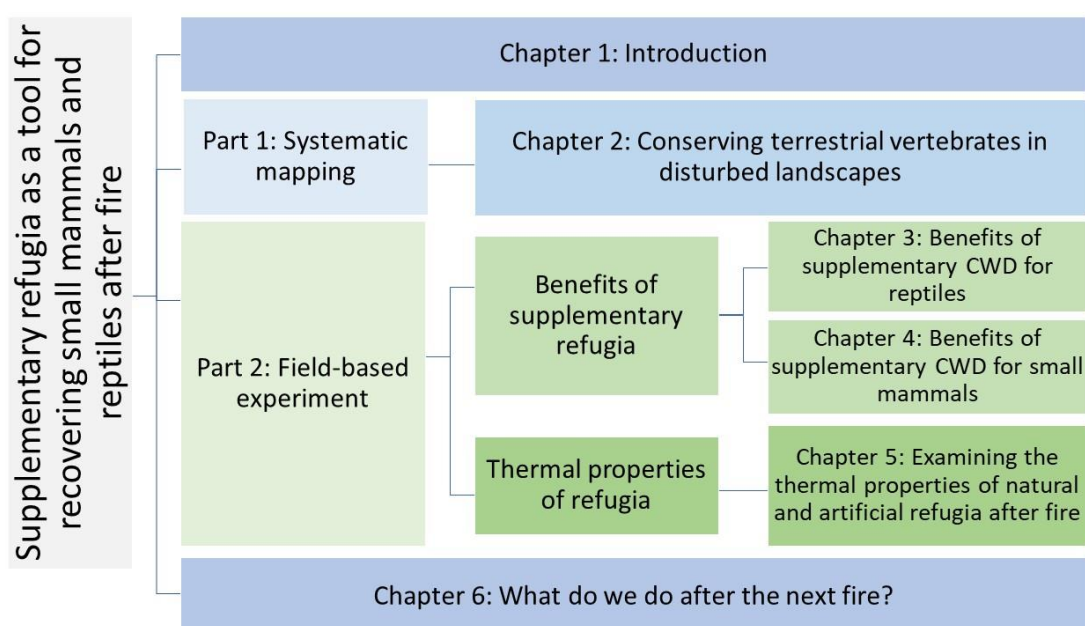 Supplementary refugia as a tool for
recovering small mammals and
reptiles after fire
Chapter 1: Introduction
Part 1: Systematic
mapping
Chapter 2: Conserving terrestrial vertebrates in
disturbed landscapes
Part 2: Field-based
experiment
Benefits of
supplementary
refugia
Chapter 3: Benefits of
supplementary CWD for
reptiles
Chapter 4: Benefits of
supplementary CWD for small
mammals
Thermal properties
of refugia
Chapter 5: Examining the
thermal properties of natural
and artificial refugia after fire
Chapter 6: What do we do after the next fire?